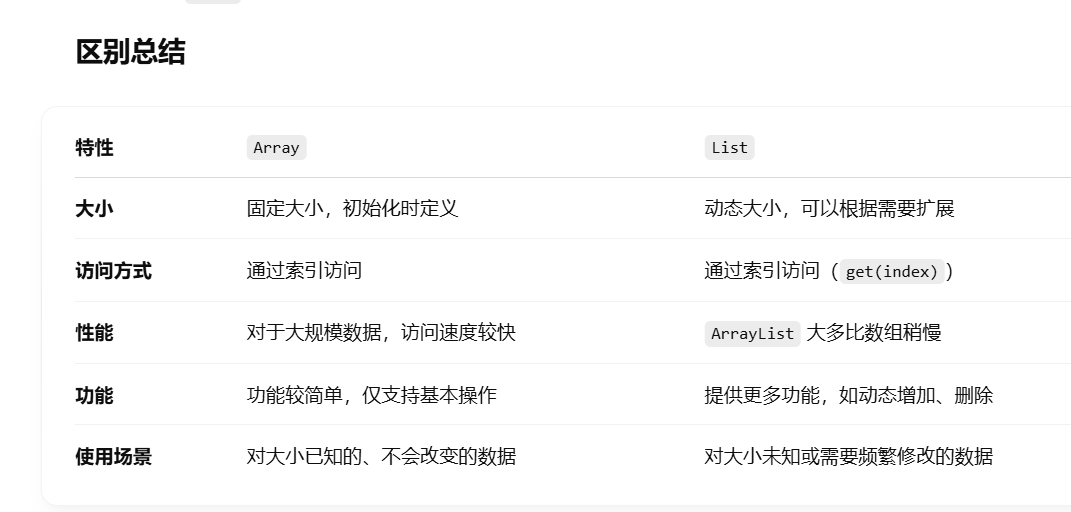 区别总结
特性 Array List
大小 固定大小，初始化时定义 动态大小，可以根据需要扩展
访问方式 通过索引访问 通过索引访问（get(index)）
性能 对于大规模数据，访问速度较快 ArrayList 大多比数组稍慢
功能 功能较简单，仅支持基本操作 提供更多功能，如动态增加、删除
使用场景 对大小已知的、不会改变的数据 对大小未知或需要频繁修改的数据